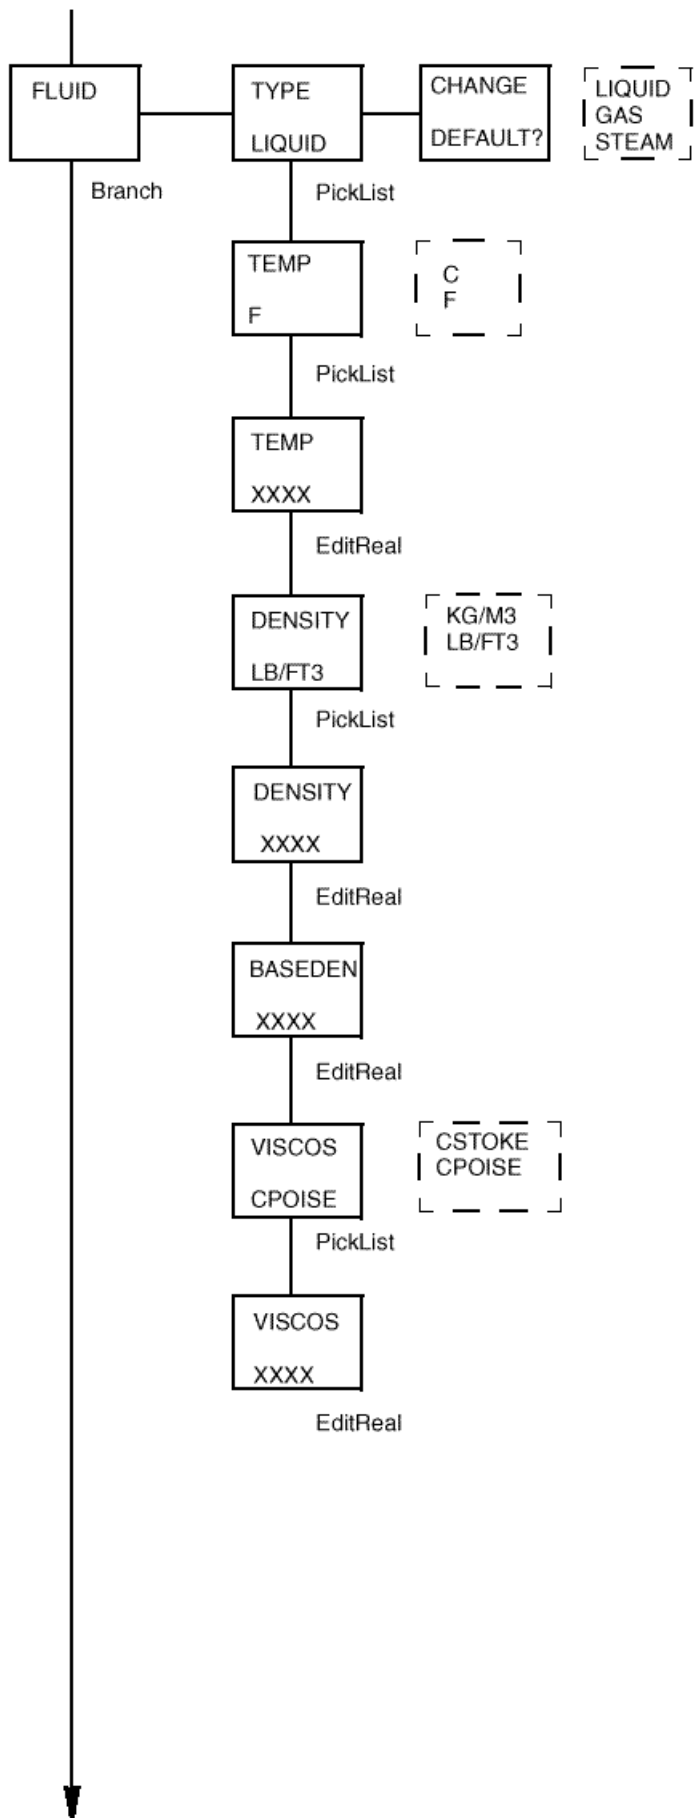 FLUID
TYPE
LIQUID
CHANGE
DEFAULT?
LIQUID
GAS
STEAM
Branch
PickList
TEMP
F
C
F
PickList
TEMP
XXXX
EditReal
DENSITY
LB/FT3
KG/M3
LB/FT3
PickList
DENSITY
XXXX
EditReal
BASEDEN
XXXX
EditReal
VISCOS
CPOISE
CSTOKE
CPOISE
PickList
VISCOS
XXXX
EditReal